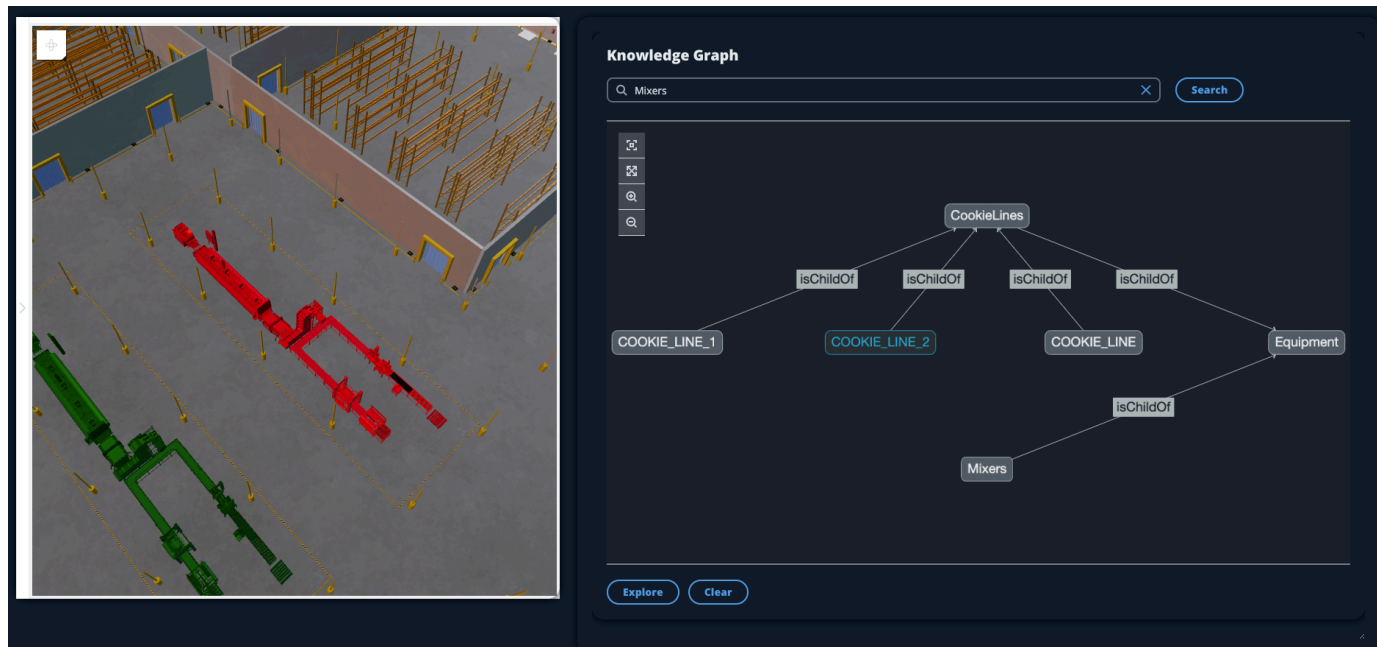 Knowledge Graph
Mixers
Search
CookieLines
isChildOf isChildOf isChildOf isChildOf
COOKIE_LINE_1 COOKIE_LINE_2 COOKIE_LINE Equipment
isChildOf
Mixers
Explore Clear